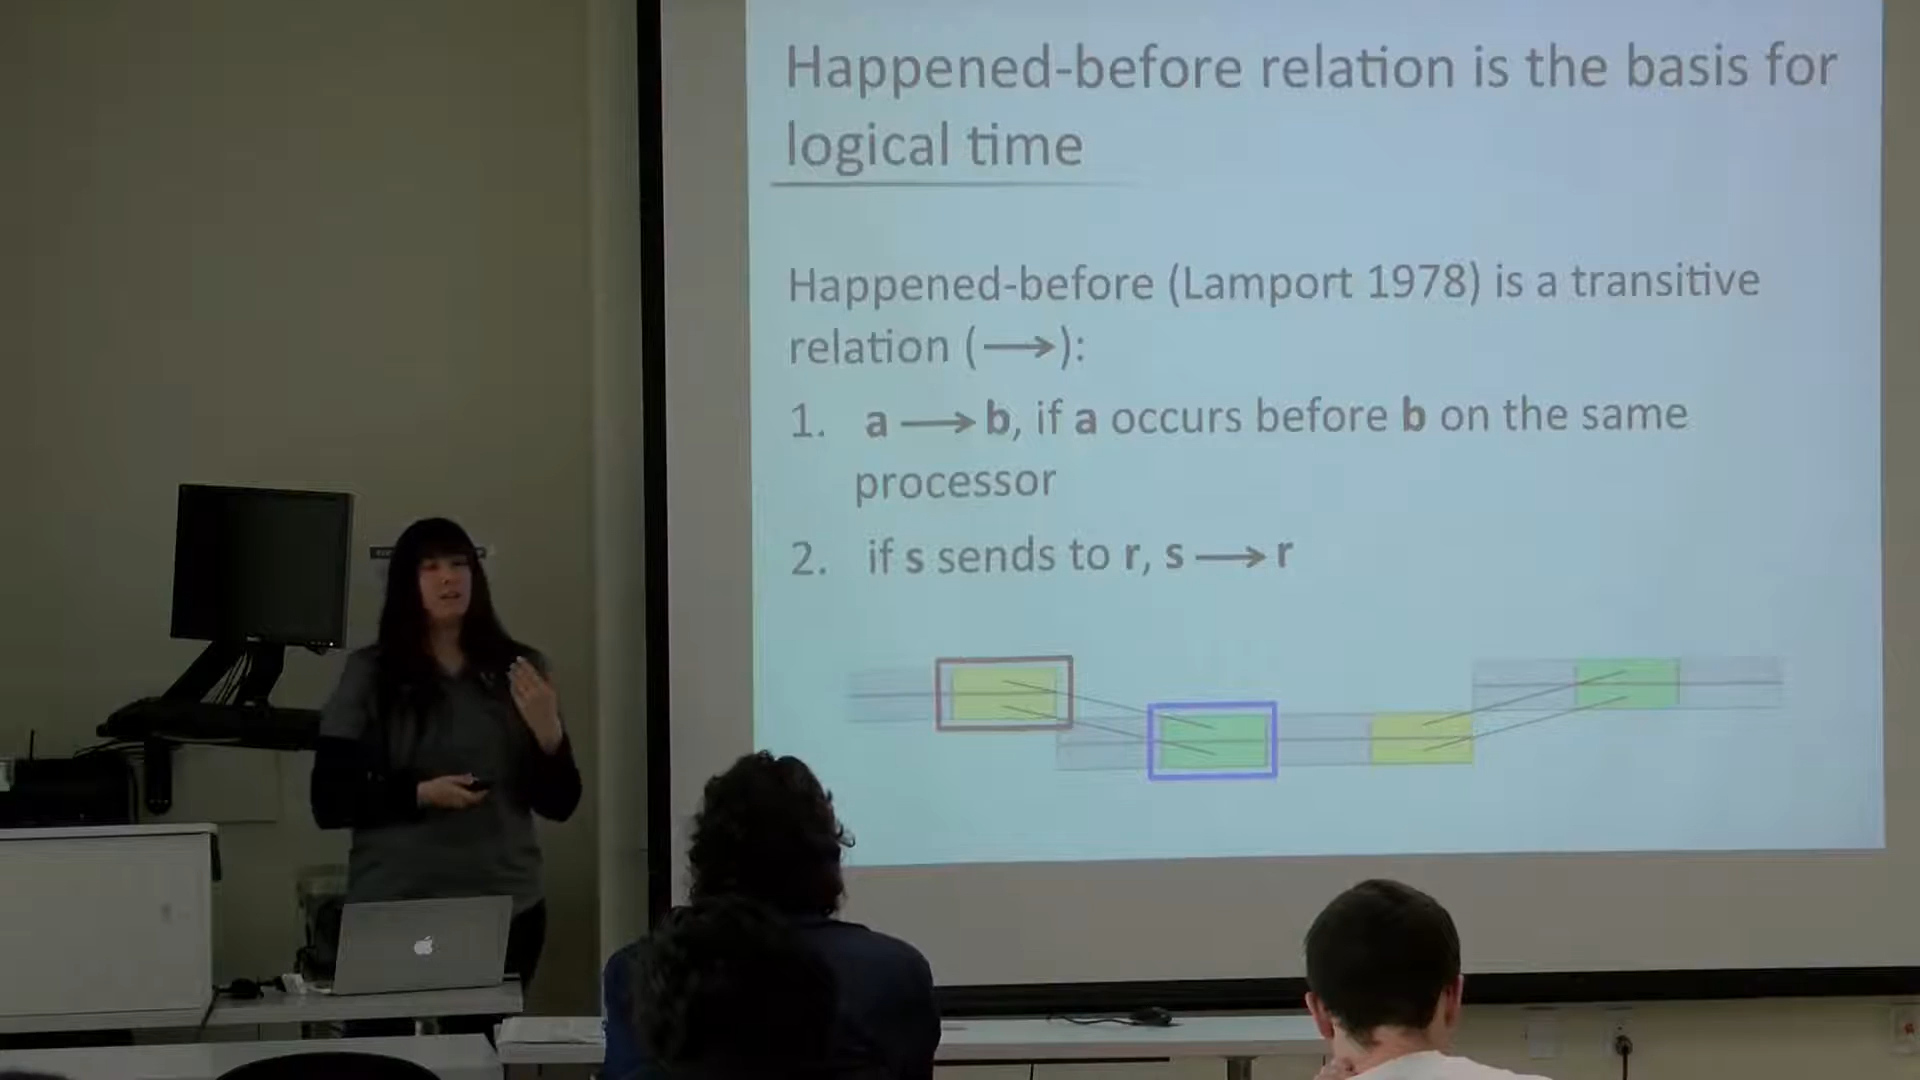 Happened-before relation is the basis for
logical time
Happened-before (Lamport 1978) is a transitive
relation (⟶):
1. a ⟶ b, if a occurs before b on the same
processor
2. if s sends to r, s ⟶ r